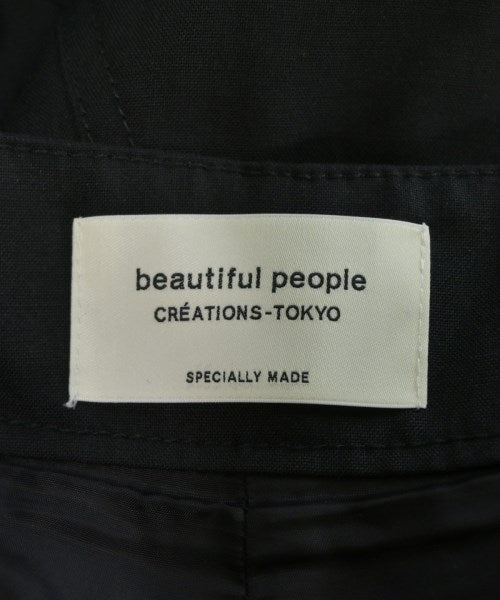 beautiful people
CRÉATIONS-TOKYO
SPECIALLY MADE